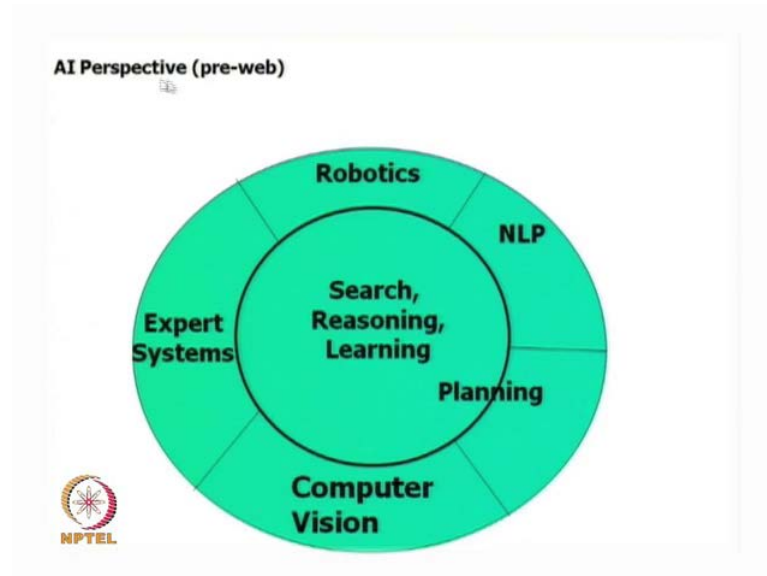 AI Perspective (pre-web)
Robotics
NLP
Search,
Reasoning,
Learning
Expert
Systems
Planning
Computer
Vision
NPTEL